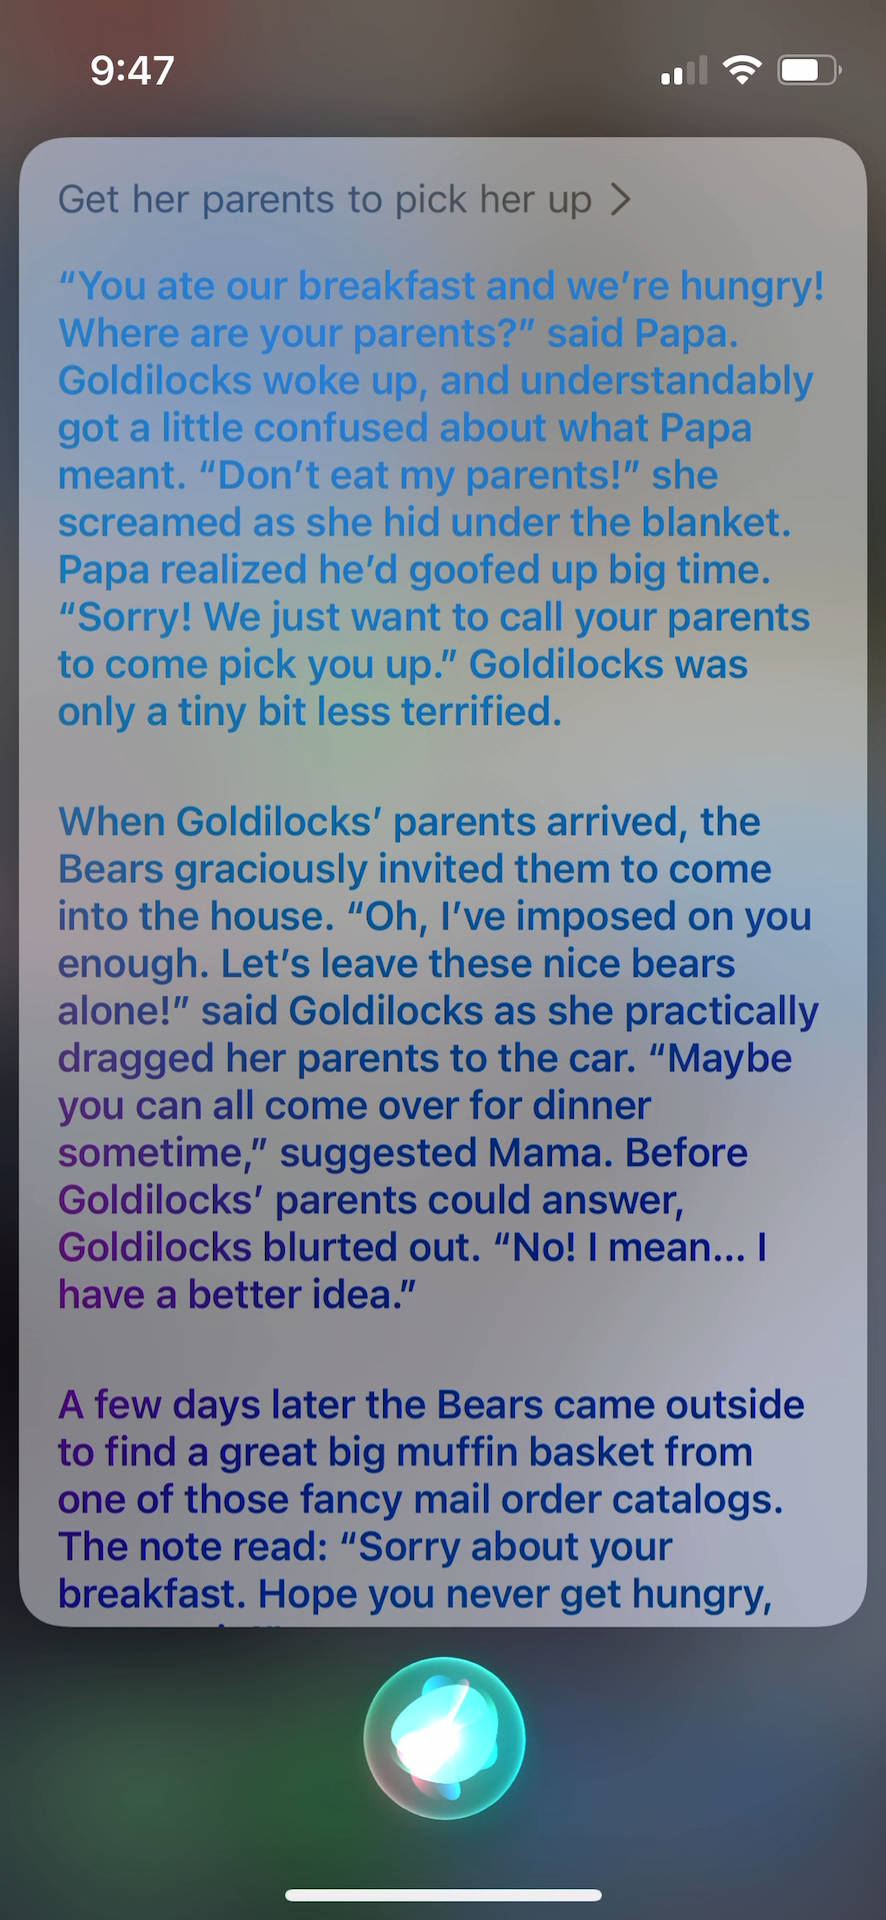 9:47
Get her parents to pick her up >
“You ate our breakfast and we’re hungry!
Where are your parents?” said Papa.
Goldilocks woke up, and understandably
got a little confused about what Papa
meant. “Don’t eat my parents!” she
screamed as she hid under the blanket.
Papa realized he’d goofed up big time.
“Sorry! We just want to call your parents
to come pick you up.” Goldilocks was
only a tiny bit less terrified.
When Goldilocks’ parents arrived, the
Bears graciously invited them to come
into the house. “Oh, I’ve imposed on you
enough. Let’s leave these nice bears
alone!” said Goldilocks as she practically
dragged her parents to the car. “Maybe
you can all come over for dinner
sometime,” suggested Mama. Before
Goldilocks’ parents could answer,
Goldilocks blurted out. “No! I mean... I
have a better idea.”
A few days later the Bears came outside
to find a great big muffin basket from
one of those fancy mail order catalogs.
The note read: “Sorry about your
breakfast. Hope you never get hungry,